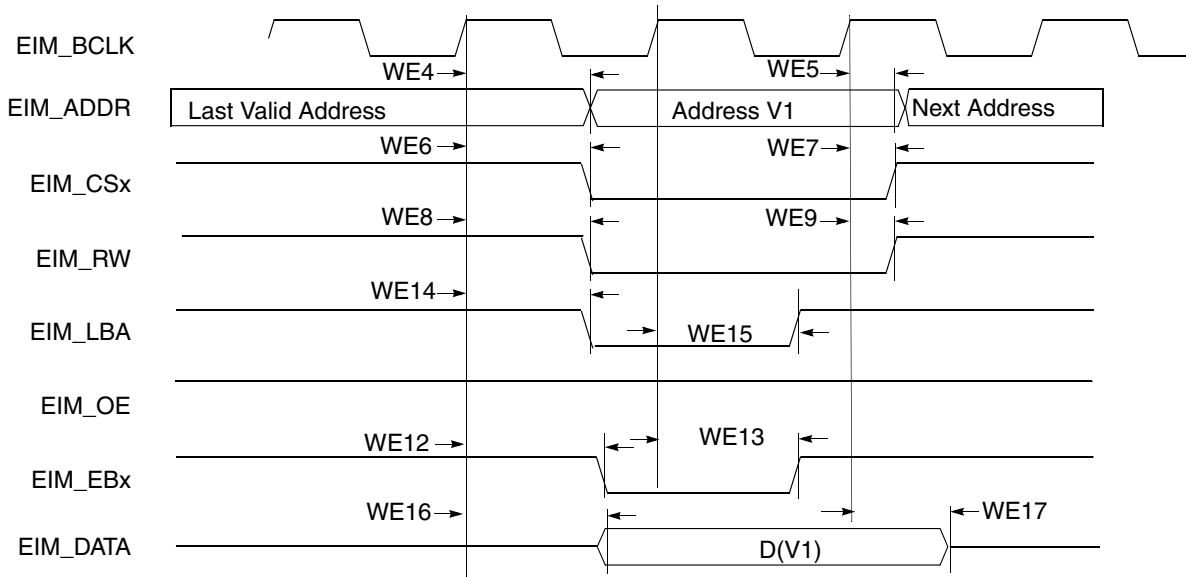 EIM_BCLK
WE4
WE5
EIM_ADDR
Last Valid Address
Address V1
Next Address
WE6
WE7
EIM_CSx
WE8
WE9
EIM_RW
WE14
EIM_LBA
WE15
EIM_OE
WE12
WE13
EIM_EBx
WE16
WE17
EIM_DATA
D(V1)